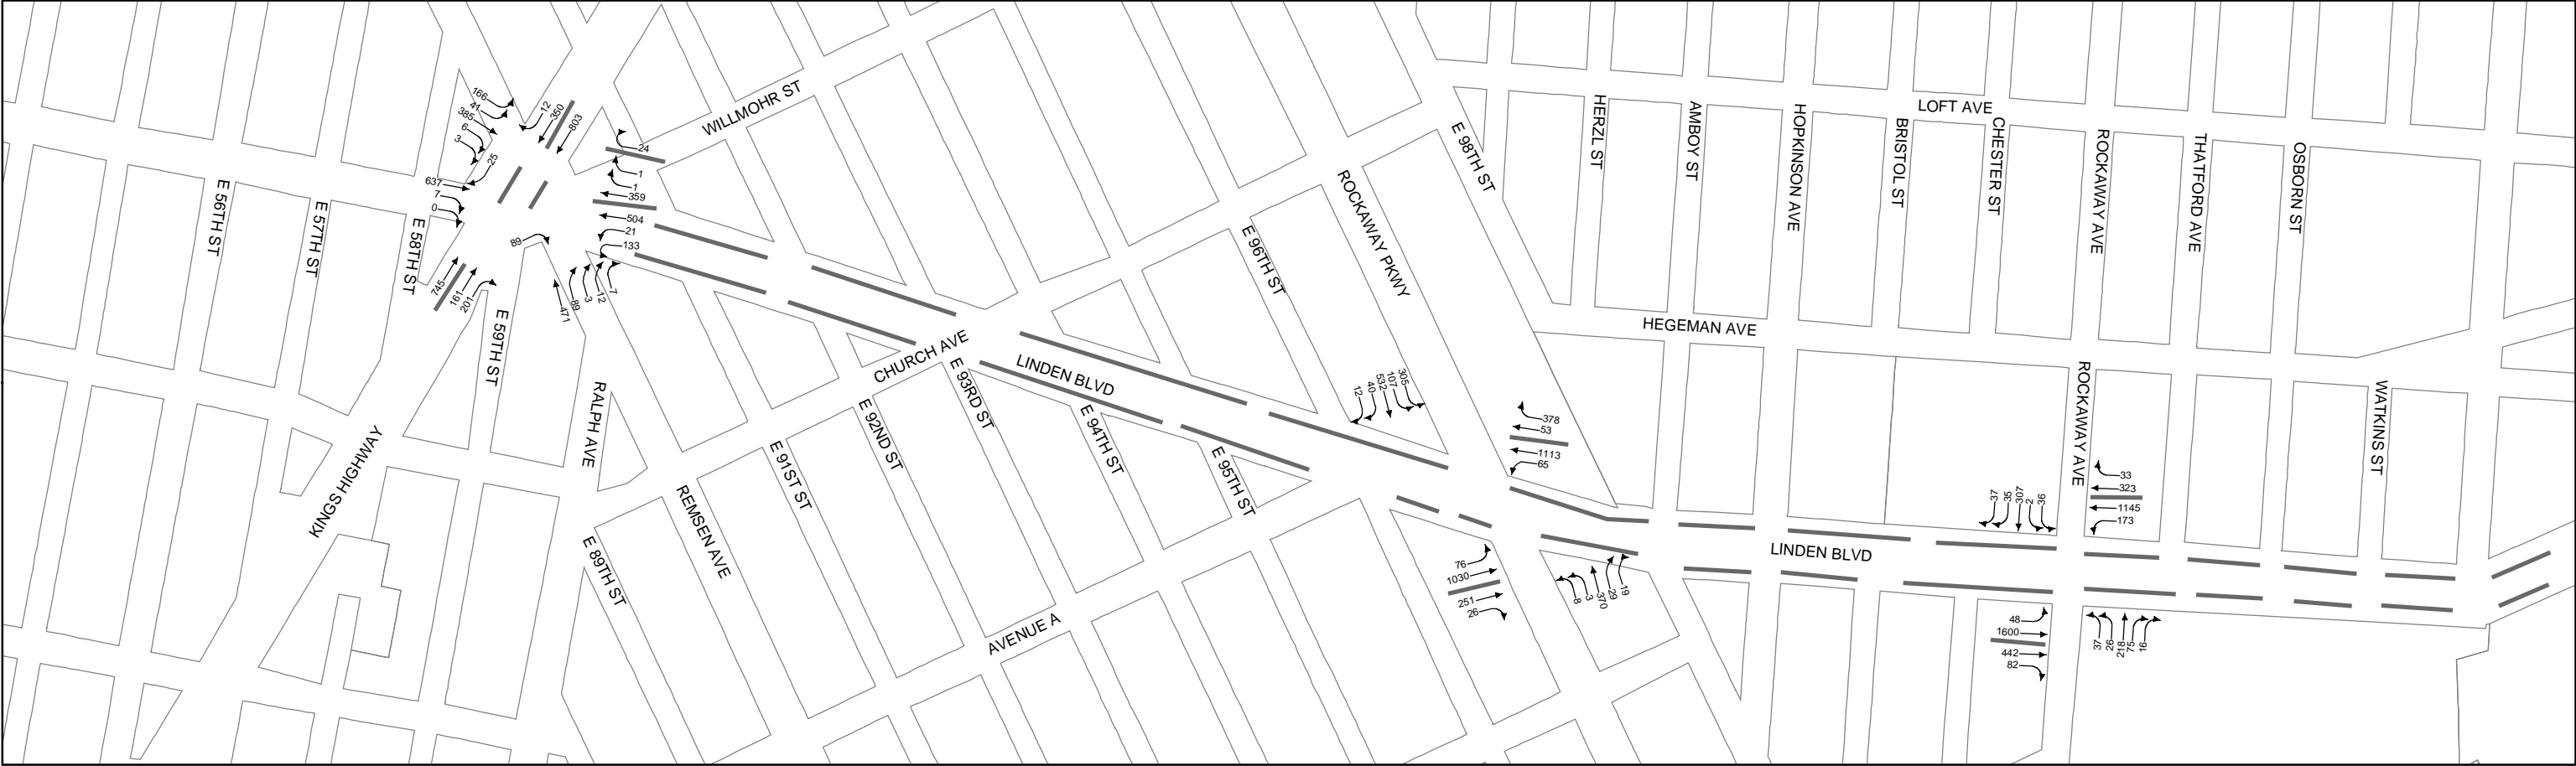 WILLMOHR ST
LOFT AVE
HERZL ST
AMBOY ST
HOPKINSON AVE
BRISTOL ST
CHESTER ST
ROCKAWAY AVE
THATFORD AVE
OSBORN ST
E 98TH ST
ROCKAWAY PKWY
E 96TH ST
E 56TH ST
E 57TH ST
E 58TH ST
E 59TH ST
HEGEMAN AVE
CHURCH AVE
LINDEN BLVD
E 93RD ST
E 92ND ST
E 94TH ST
E 95TH ST
E 91ST ST
RALPH AVE
KINGS HIGHWAY
REMSEN AVE
E 89TH ST
AVENUE A
ROCKAWAY AVE
WATKINS ST
LINDEN BLVD
166
41
385
6
3
25
12
350
803
637
7
0
24
1
1
359
504
21
133
89
745
161
201
471
89
3
12
7
12
40
532
107
305
378
53
1113
65
76
1030
251
26
8
3
370
29
19
37
35
307
2
36
33
323
1145
173
48
1600
442
82
37
26
218
75
16